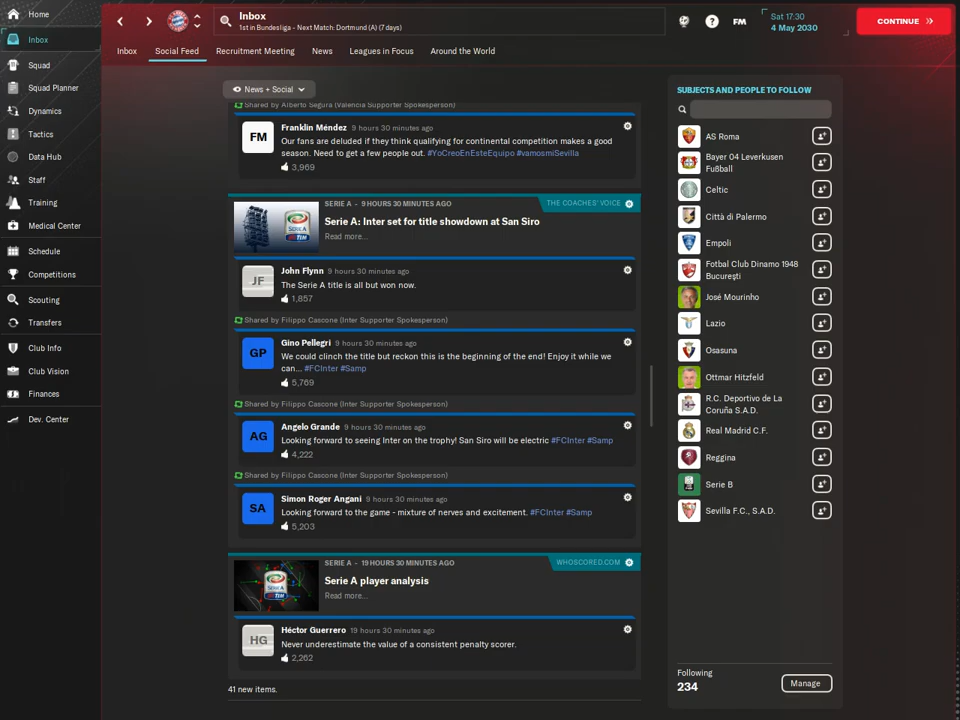 Home
Inbox
Squad
Squad Planner
Dynamics
Tactics
Data Hub
Staff
Training
Medical Center
Schedule
Competitions
Scouting
Transfers
Club Info
Club Vision
Finances
Dev. Center
Inbox
1st in Bundesliga - Next Match: Dortmund (A) (7 days)
?
FM
Sat 17:30
4 May 2030
CONTINUE
Inbox
Social Feed
Recruitment Meeting
News
Leagues in Focus
Around the World
News + Social
Shared by Alberto Segura (Valencia Supporter Spokesperson)
FM
Franklin Méndez 9 hours 30 minutes ago
Our fans are deluded if they think qualifying for continental competition makes a good
season. Need to get a few people out. #YoCreoEnEsteEquipo #vamosmiSevilla
3,969
SERIE A - 9 HOURS 30 MINUTES AGO
THE COACHES' VOICE
Serie A: Inter set for title showdown at San Siro
Read more...
JF
John Flynn 9 hours 30 minutes ago
The Serie A title is all but won now.
1,857
Shared by Filippo Cascone (Inter Supporter Spokesperson)
GP
Gino Pellegri 9 hours 30 minutes ago
We could clinch the title but reckon this is the beginning of the end! Enjoy it while we
can... #FCInter #Samp
5,769
Shared by Filippo Cascone (Inter Supporter Spokesperson)
AG
Angelo Grande 9 hours 30 minutes ago
Looking forward to seeing Inter on the trophy! San Siro will be electric #FCInter #Samp
4,222
Shared by Filippo Cascone (Inter Supporter Spokesperson)
SA
Simon Roger Angani 9 hours 30 minutes ago
Looking forward to the game - mixture of nerves and excitement. #FCInter #Samp
5,203
SERIE A - 19 HOURS 30 MINUTES AGO
WHOSCORED.COM
Serie A player analysis
Read more...
HG
Héctor Guerrero 19 hours 30 minutes ago
Never underestimate the value of a consistent penalty scorer.
2,262
41 new items.
SUBJECTS AND PEOPLE TO FOLLOW
AS Roma
Bayer 04 Leverkusen
Fußball
Celtic
Città di Palermo
Empoli
Fotbal Club Dinamo 1948
Bucureşti
José Mourinho
Lazio
Osasuna
Ottmar Hitzfeld
R.C. Deportivo de La
Coruña S.A.D.
Real Madrid C.F.
Reggina
Serie B
Sevilla F.C., S.A.D.
Following
234
Manage